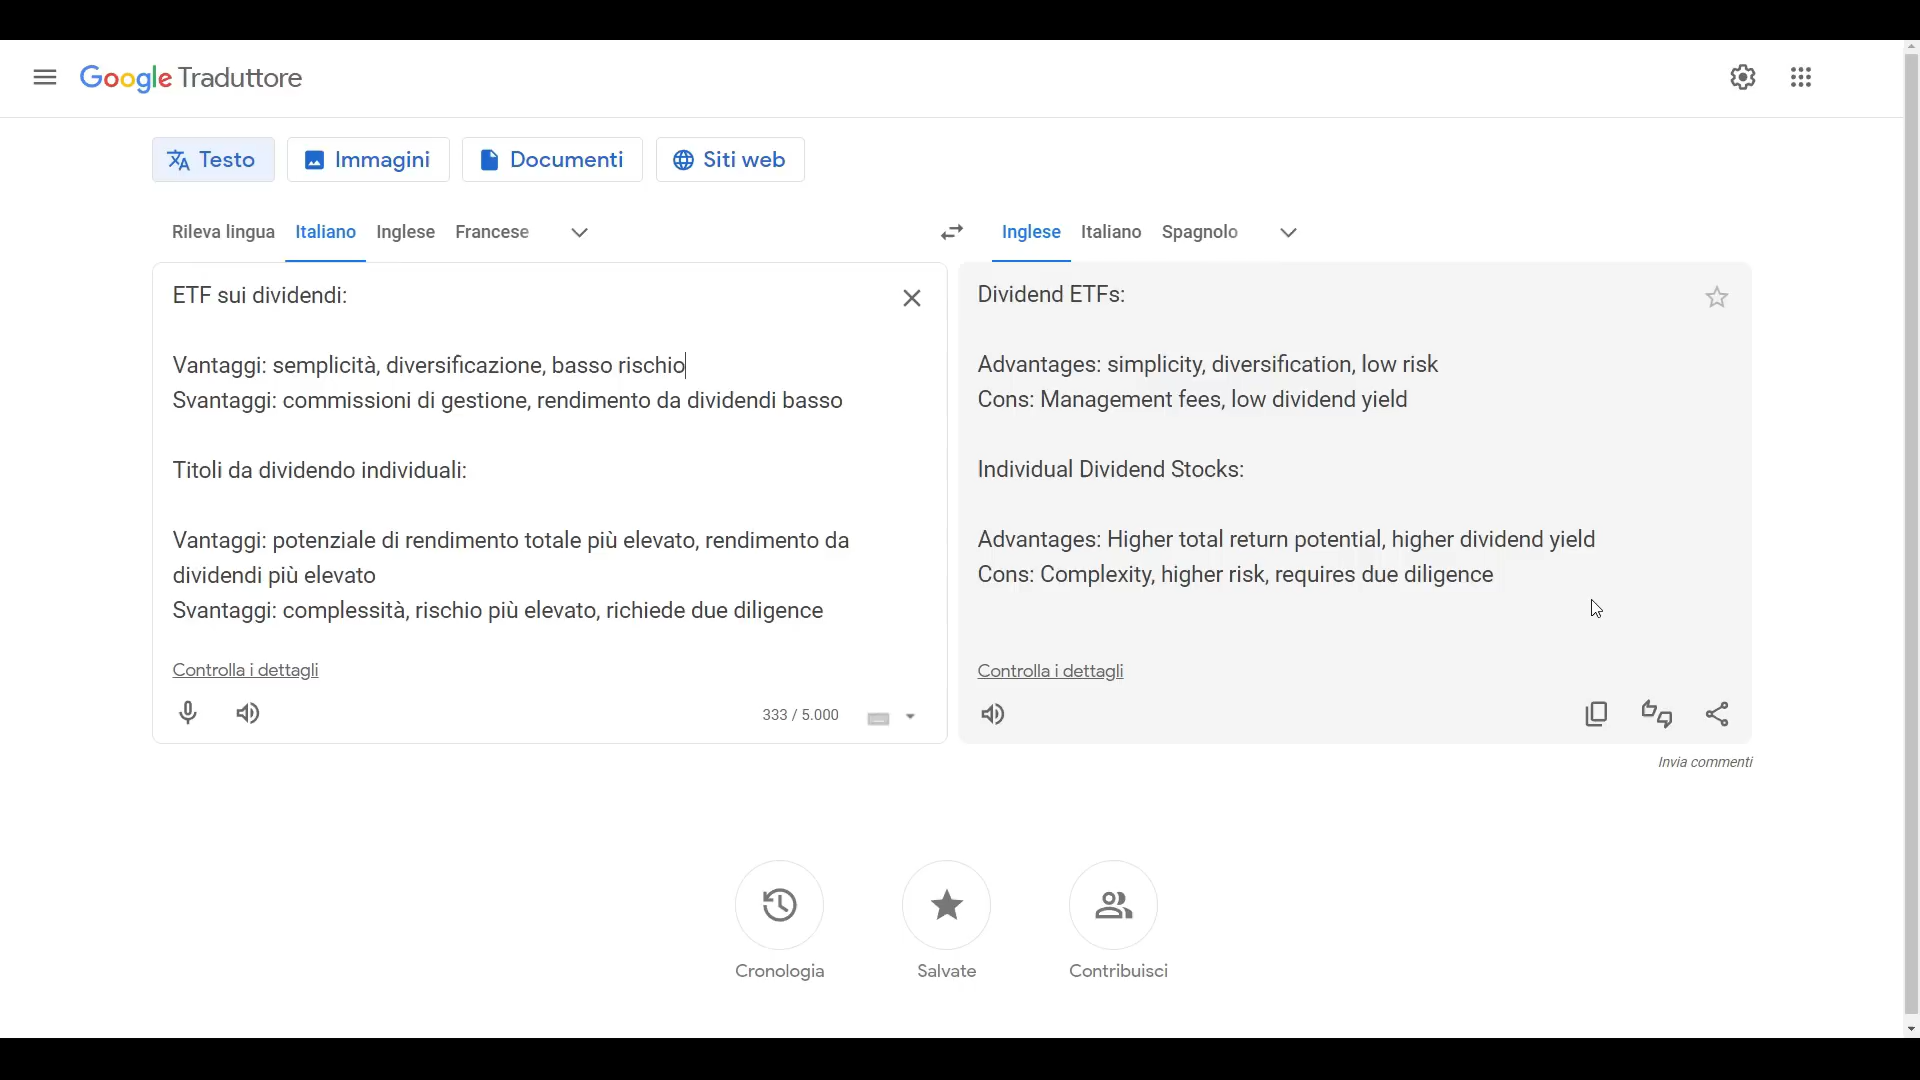 Google Traduttore
Testo
Immagini
Documenti
Siti web
Rileva lingua
Italiano
Inglese
Francese
Inglese
Italiano
Spagnolo
ETF sui dividendi:
Vantaggi: semplicità, diversificazione, basso rischio
Svantaggi: commissioni di gestione, rendimento da dividendi basso
Titoli da dividendo individuali:
Vantaggi: potenziale di rendimento totale più elevato, rendimento da
dividendi più elevato
Svantaggi: complessità, rischio più elevato, richiede due diligence
Controlla i dettagli
333 / 5.000
Dividend ETFs:
Advantages: simplicity, diversification, low risk
Cons: Management fees, low dividend yield
Individual Dividend Stocks:
Advantages: Higher total return potential, higher dividend yield
Cons: Complexity, higher risk, requires due diligence
Controlla i dettagli
Invia commenti
Cronologia
Salvate
Contribuisci